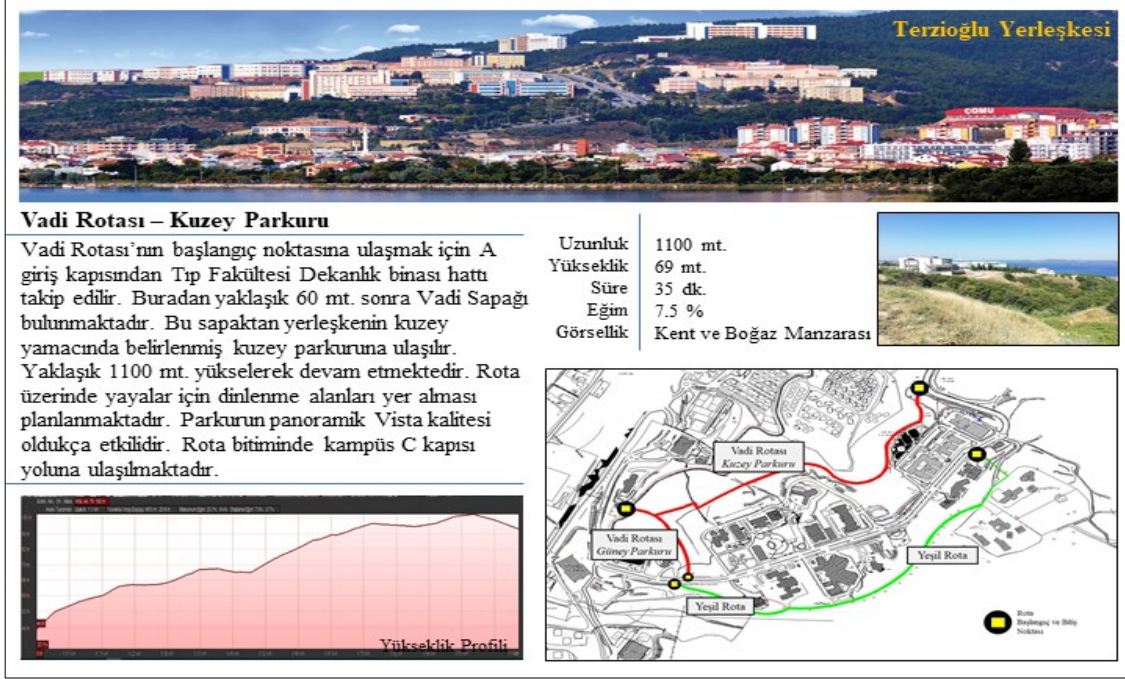 Terzioğlu Yerleşkesi
ÇOMU
Vadi Rotası – Kuzey Parkuru
Vadi Rotası’nın başlangıç noktasına ulaşmak için A
giriş kapısından Tıp Fakültesi Dekanlık binası hattı
takip edilir. Buradan yaklaşık 60 mt. sonra Vadi Sapağı
bulunmaktadır. Bu sapaktan yerleşkenin kuzey
yamacında belirlenmiş kuzey parkuruna ulaşılır.
Yaklaşık 1100 mt. yükselerek devam etmektedir. Rota
üzerinde yayalar için dinlenme alanları yer alması
planlanmaktadır. Parkurun panoramik Vista kalitesi
oldukça etkilidir. Rota bitiminde kampüs C kapısı
yoluna ulaşılmaktadır.
Uzunluk 1100 mt.
Yükseklik 69 mt.
Süre 35 dk.
Eğim 7.5 %
Görsellik Kent ve Boğaz Manzarası
Yükseklik Profili
Vadi Rotası
Kuzey Parkuru
Vadi Rotası
Güney Parkuru
Yeşil Rota
Yeşil Rota
Rota
Başlangıç ve Bitiş
Noktası